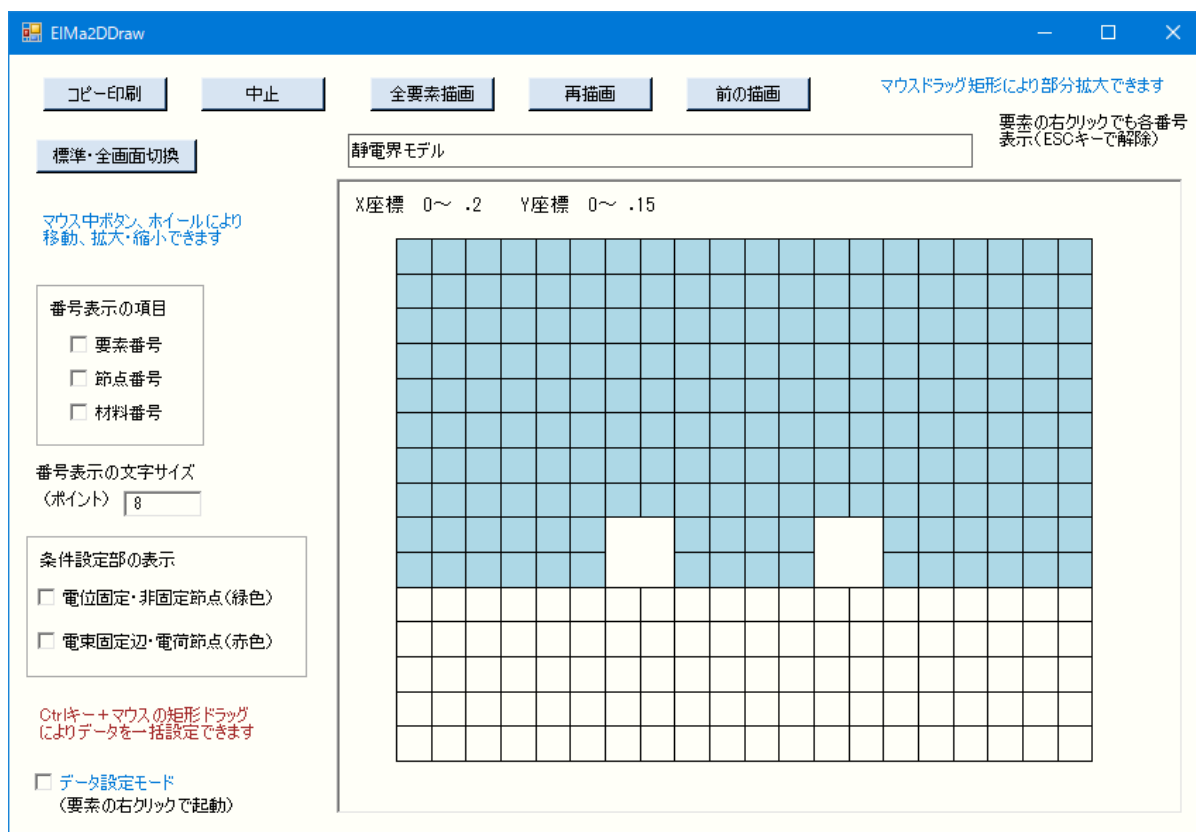 ElMa2DDraw
コピー印刷
中止
全要素描画
再描画
前の描画
マウスドラッグ矩形により部分拡大できます
要素の右クリックでも各番号
表示(ESCキーで解除)
標準・全画面切換
静電界モデル
マウス中ボタン、ホイールにより
移動、拡大・縮小できます
X座標 0～ .2 Y座標 0～ .15
番号表示の項目
要素番号
節点番号
材料番号
番号表示の文字サイズ
(ポイント) 8
条件設定部の表示
電位固定・非固定節点(緑色)
電束固定辺・電荷節点(赤色)
Ctrlキー＋マウスの矩形ドラッグ
によりデータを一括設定できます
データ設定モード
(要素の右クリックで起動)